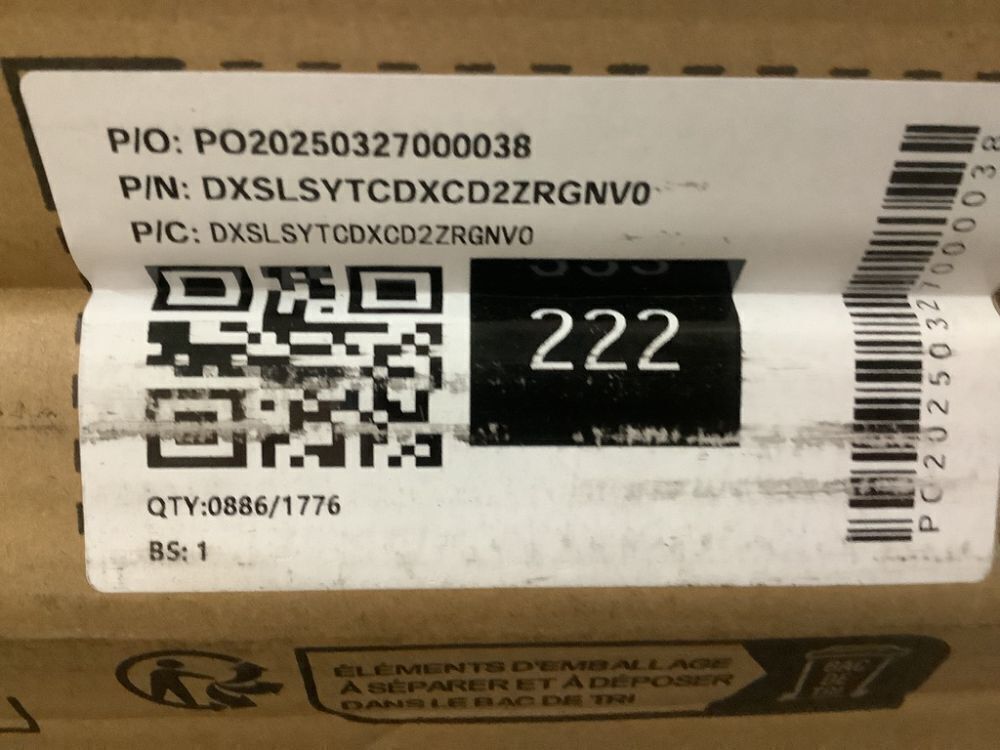 P/O: PO20250327000038
P/N: DXSLSYTCDXCD2ZRGNV0
P/C: DXSLSYTCDXCD2ZRGNV0
222
QTY:0886/1776
BS: 1
PO20250327000038
ÉLÉMENTS D'EMBALLAGE
À SÉPARER ET À DÉPOSER
DANS LE BAC DE TRI
BAC
DE
TRI